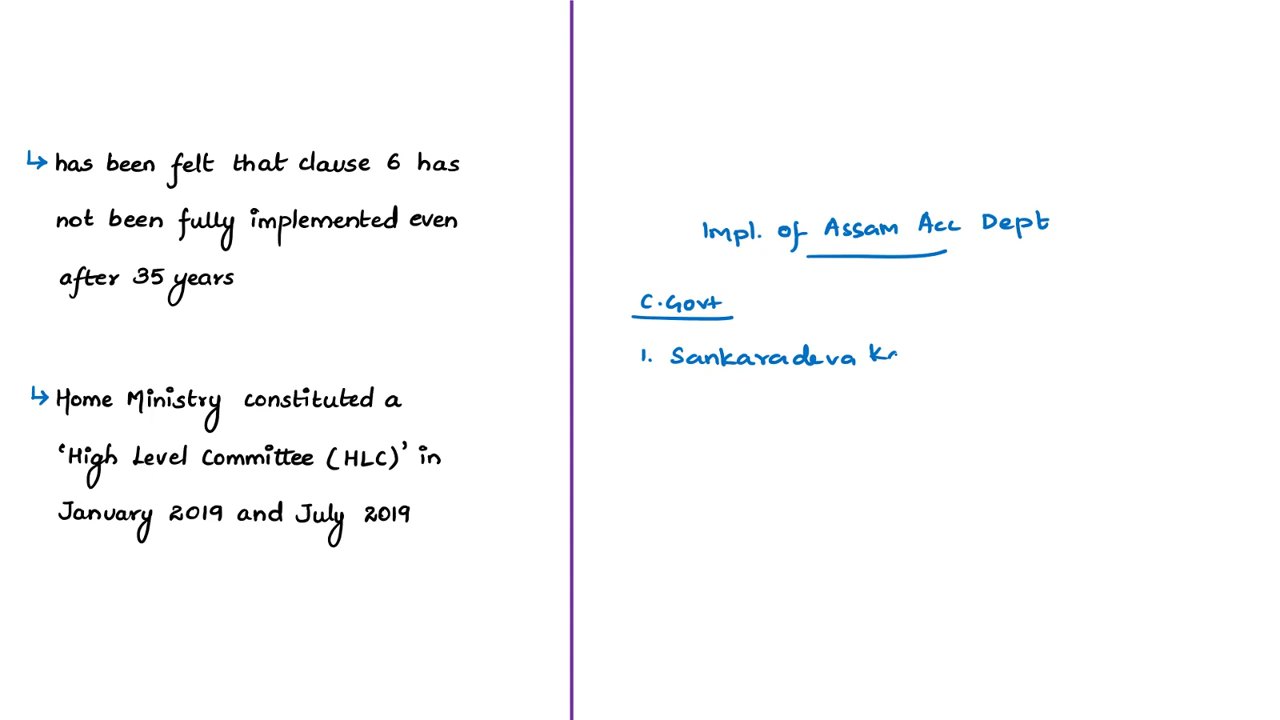 ↳ has been felt that clause 6 has
not been fully implemented even
after 35 years
↳ Home Ministry constituted a
'High Level Committee (HLC)' in
January 2019 and July 2019
Impl. of Assam Acc Dept
C. Govt
1. Sankaradeva